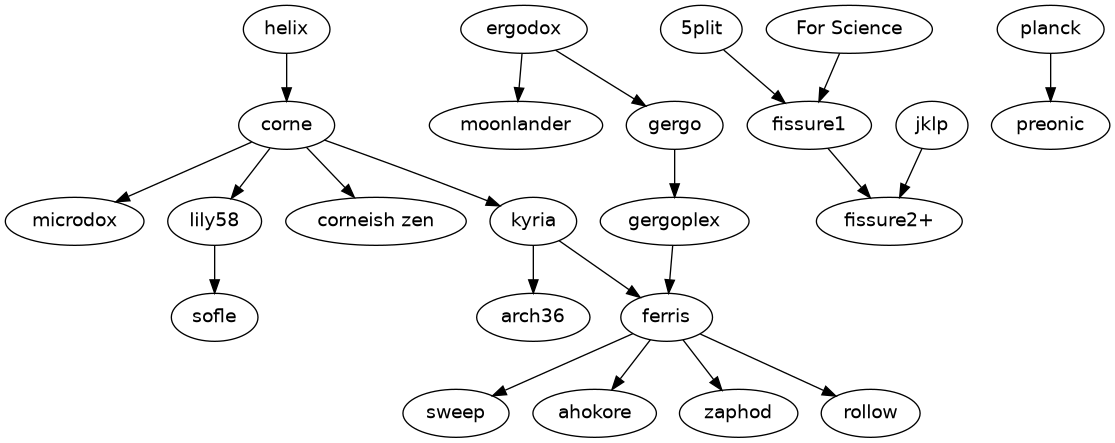 helix
ergodox
5plit
For Science
planck
corne
moonlander
gergo
fissure1
jklp
preonic
microdox
lily58
corneish zen
kyria
gergoplex
fissure2+
sofle
arch36
ferris
sweep
ahokore
zaphod
rollow